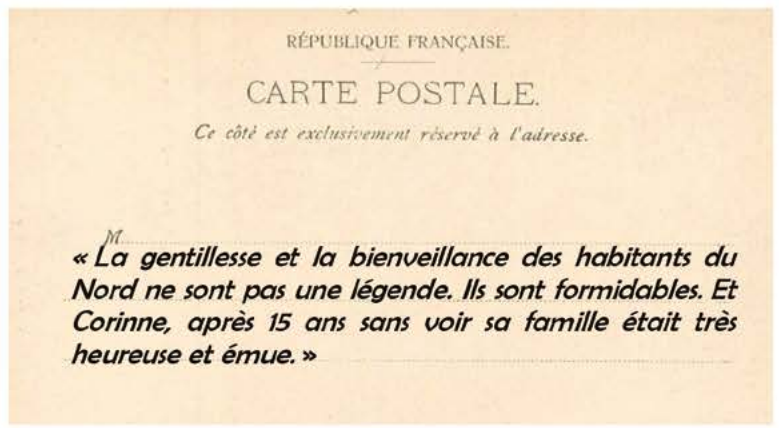 RÉPUBLIQUE FRANÇAISE.
CARTE POSTALE.
Ce côté est exclusivement réservé à l'adresse.
M
« La gentillesse et la bienveillance des habitants du
Nord ne sont pas une légende. Ils sont formidables. Et
Corinne, après 15 ans sans voir sa famille était très
heureuse et émue. »